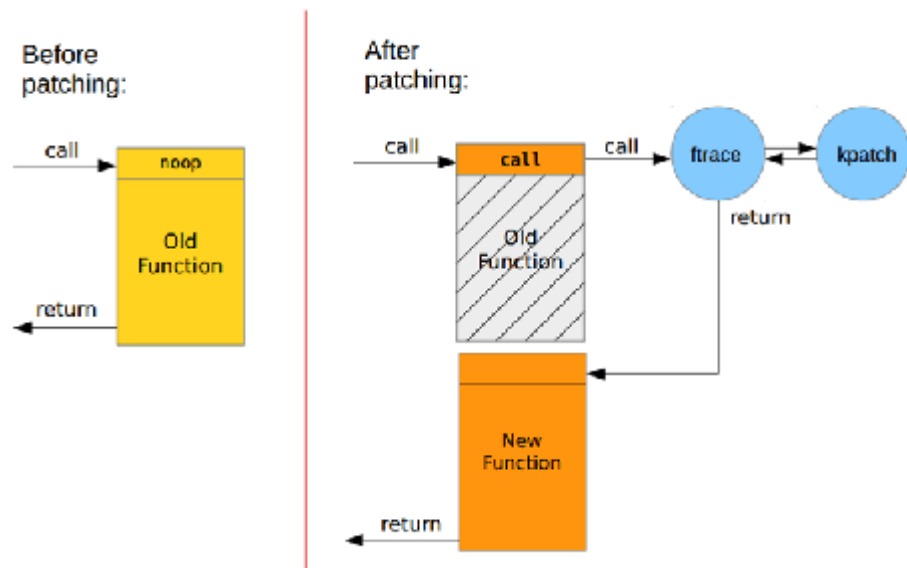 Before
patching:
call
noop
Old
Function
return
After
patching:
call
call
call
ftrace
kpatch
return
Old
Function
New
Function
return